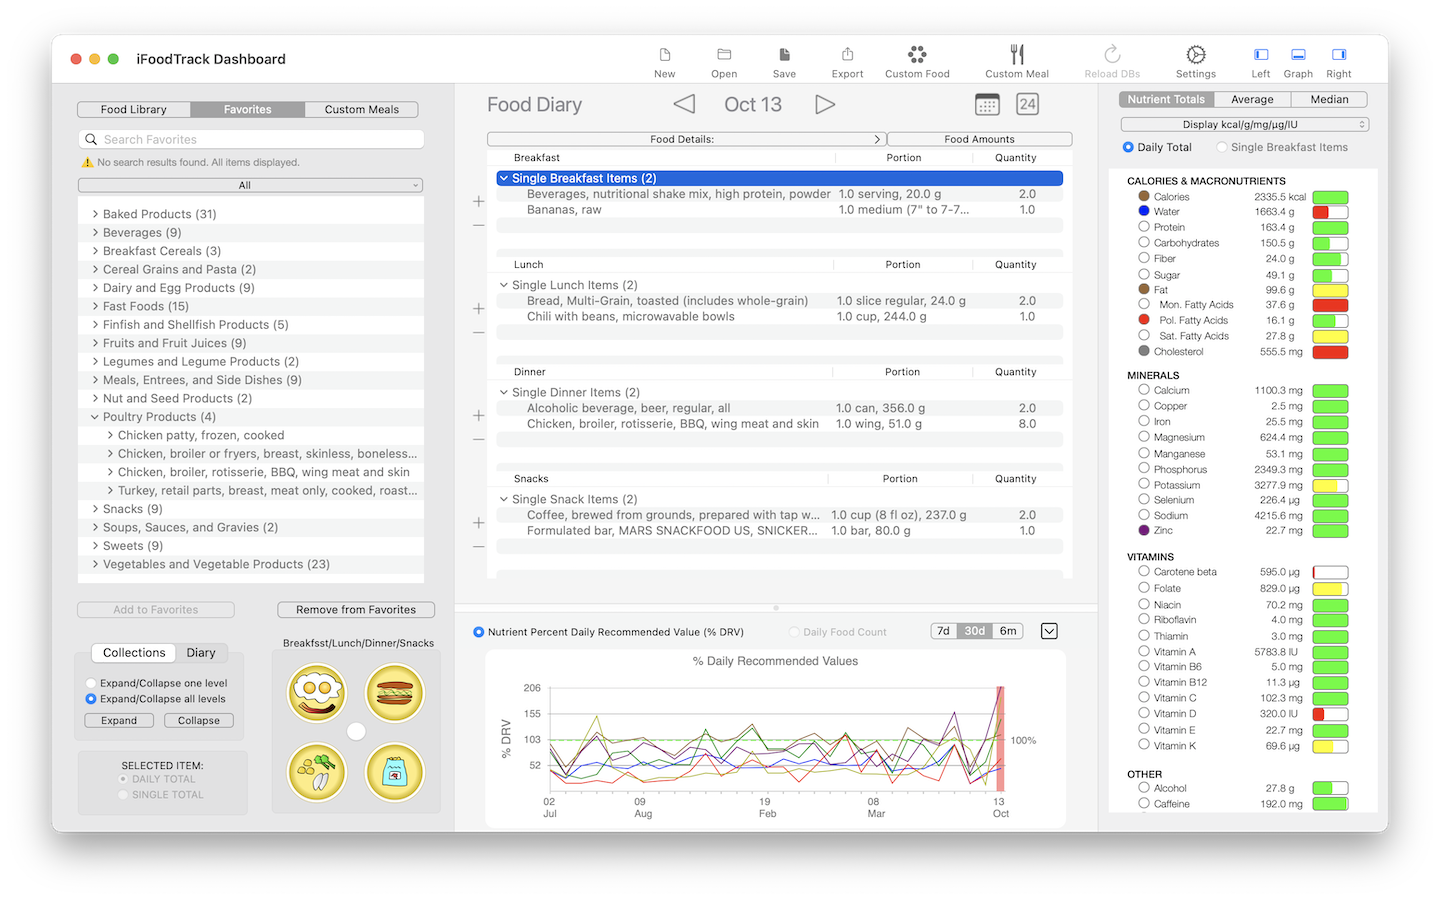 iFoodTrack Dashboard
New Open Save Export Custom Food Custom Meal Reload DBs Settings Left Graph Right
Food Library Favorites Custom Meals
Search Favorites
No search results found. All items displayed.
All
Baked Products (31)
Beverages (9)
Breakfast Cereals (3)
Cereal Grains and Pasta (2)
Dairy and Egg Products (9)
Fast Foods (15)
Finfish and Shellfish Products (5)
Fruits and Fruit Juices (9)
Legumes and Legume Products (2)
Meals, Entrees, and Side Dishes (9)
Nut and Seed Products (2)
Poultry Products (4)
Chicken patty, frozen, cooked
Chicken, broiler or fryers, breast, skinless, boneless...
Chicken, broiler, rotisserie, BBQ, wing meat and skin
Turkey, retail parts, breast, meat only, cooked, roast...
Snacks (9)
Soups, Sauces, and Gravies (2)
Sweets (9)
Vegetables and Vegetable Products (23)
Add to Favorites Remove from Favorites
Collections Diary
Expand/Collapse one level
Expand/Collapse all levels
Expand Collapse
SELECTED ITEM:
DAILY TOTAL
SINGLE TOTAL
Breakfsst/Lunch/Dinner/Snacks
Food Diary Oct 13 24
Food Details: Food Amounts
Breakfast Portion Quantity
Single Breakfast Items (2)
Beverages, nutritional shake mix, high protein, powder 1.0 serving, 20.0 g 2.0
Bananas, raw 1.0 medium (7" to 7-7... 1.0
Lunch Portion Quantity
Single Lunch Items (2)
Bread, Multi-Grain, toasted (includes whole-grain) 1.0 slice regular, 24.0 g 2.0
Chili with beans, microwavable bowls 1.0 cup, 244.0 g 1.0
Dinner Portion Quantity
Single Dinner Items (2)
Alcoholic beverage, beer, regular, all 1.0 can, 356.0 g 2.0
Chicken, broiler, rotisserie, BBQ, wing meat and skin 1.0 wing, 51.0 g 8.0
Snacks Portion Quantity
Single Snack Items (2)
Coffee, brewed from grounds, prepared with tap w... 1.0 cup (8 fl oz), 237.0 g 2.0
Formulated bar, MARS SNACKFOOD US, SNICKER... 1.0 bar, 80.0 g 1.0
Nutrient Percent Daily Recommended Value (% DRV) Daily Food Count 7d 30d 6m
% Daily Recommended Values
% DRV
206
155
103
52
100%
02 09 19 08 13
Jul Aug Feb Mar Oct
Nutrient Totals Average Median
Display kcal/g/mg/µg/IU
Daily Total Single Breakfast Items
CALORIES & MACRONUTRIENTS
Calories 2335.5 kcal
Water 1663.4 g
Protein 163.4 g
Carbohydrates 150.5 g
Fiber 24.0 g
Sugar 49.1 g
Fat 99.6 g
Mon. Fatty Acids 37.6 g
Pol. Fatty Acids 16.1 g
Sat. Fatty Acids 27.8 g
Cholesterol 555.5 mg
MINERALS
Calcium 1100.3 mg
Copper 2.5 mg
Iron 25.5 mg
Magnesium 624.4 mg
Manganese 53.1 mg
Phosphorus 2349.3 mg
Potassium 3277.9 mg
Selenium 226.4 µg
Sodium 4215.6 mg
Zinc 22.7 mg
VITAMINS
Carotene beta 595.0 µg
Folate 829.0 µg
Niacin 70.2 mg
Riboflavin 4.0 mg
Thiamin 3.0 mg
Vitamin A 5783.8 IU
Vitamin B6 5.0 mg
Vitamin B12 11.3 µg
Vitamin C 102.3 mg
Vitamin D 320.0 IU
Vitamin E 22.7 mg
Vitamin K 69.6 µg
OTHER
Alcohol 27.8 g
Caffeine 192.0 mg